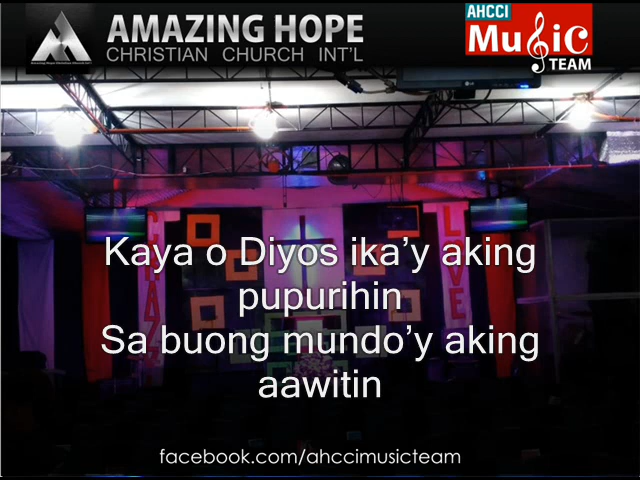 AMAZING HOPE
CHRISTIAN CHURCH INT'L
AHCCI
Music
TEAM
Kaya o Diyos ika'y aking
pupurihin
Sa buong mundo'y aking
aawitin
facebook.com/ahccimusicteam
LOVE